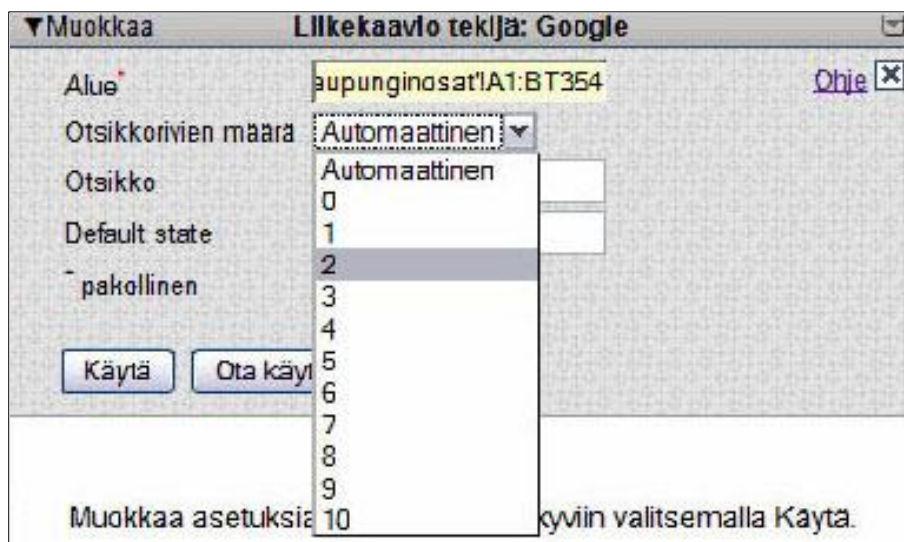 ▼Muokkaa Liikekaavio tekijä: Google
Alue* aupunginosat'!A1:BT354 Ohje
Otsikkorivien määrä Automaattinen
Automaattinen
Otsikko
0
Default state
1
2
* pakollinen
3
4
Käytä Ota käyt
5
6
7
8
9
Muokkaa asetuksia 10 kyviin valitsemalla Käytä.